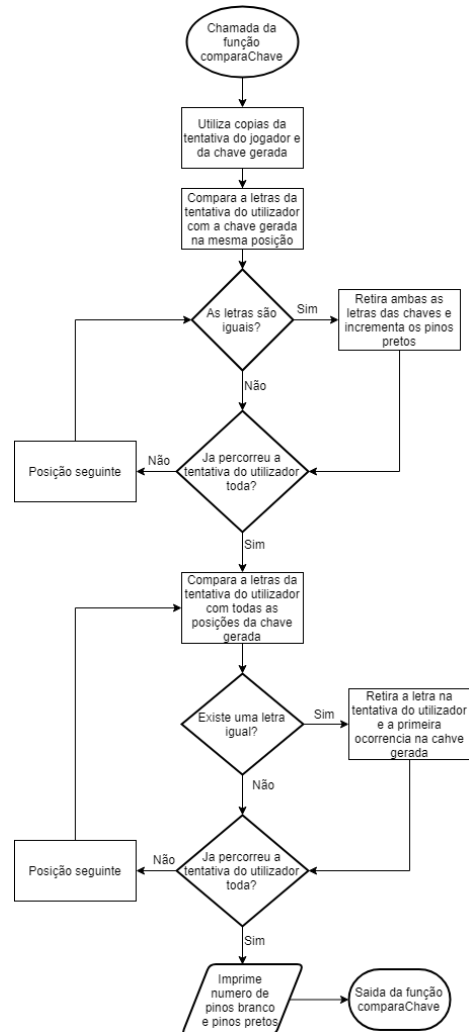 Chamada da
função
comparaChave
Utiliza copias da
tentativa do jogador e
da chave gerada
Compara a letras da
tentativa do utilizador
com a chave gerada
na mesma posição
As letras são
iguais?
Sim
Retira ambas as
letras das chaves e
incrementa os pinos
pretos
Não
Ja percorreu a
tentativa do utilizador
toda?
Não
Posição seguinte
Sim
Compara a letras da
tentativa do utilizador
com todas as
posições da chave
gerada
Existe uma letra
igual?
Sim
Retira a letra na
tentativa do utilizador
e a primeira
ocorrencia na cahve
gerada
Não
Ja percorreu a
tentativa do utilizador
toda?
Não
Posição seguinte
Sim
Imprime
numero de
pinos branco
e pinos pretos
Saida da função
comparaChave